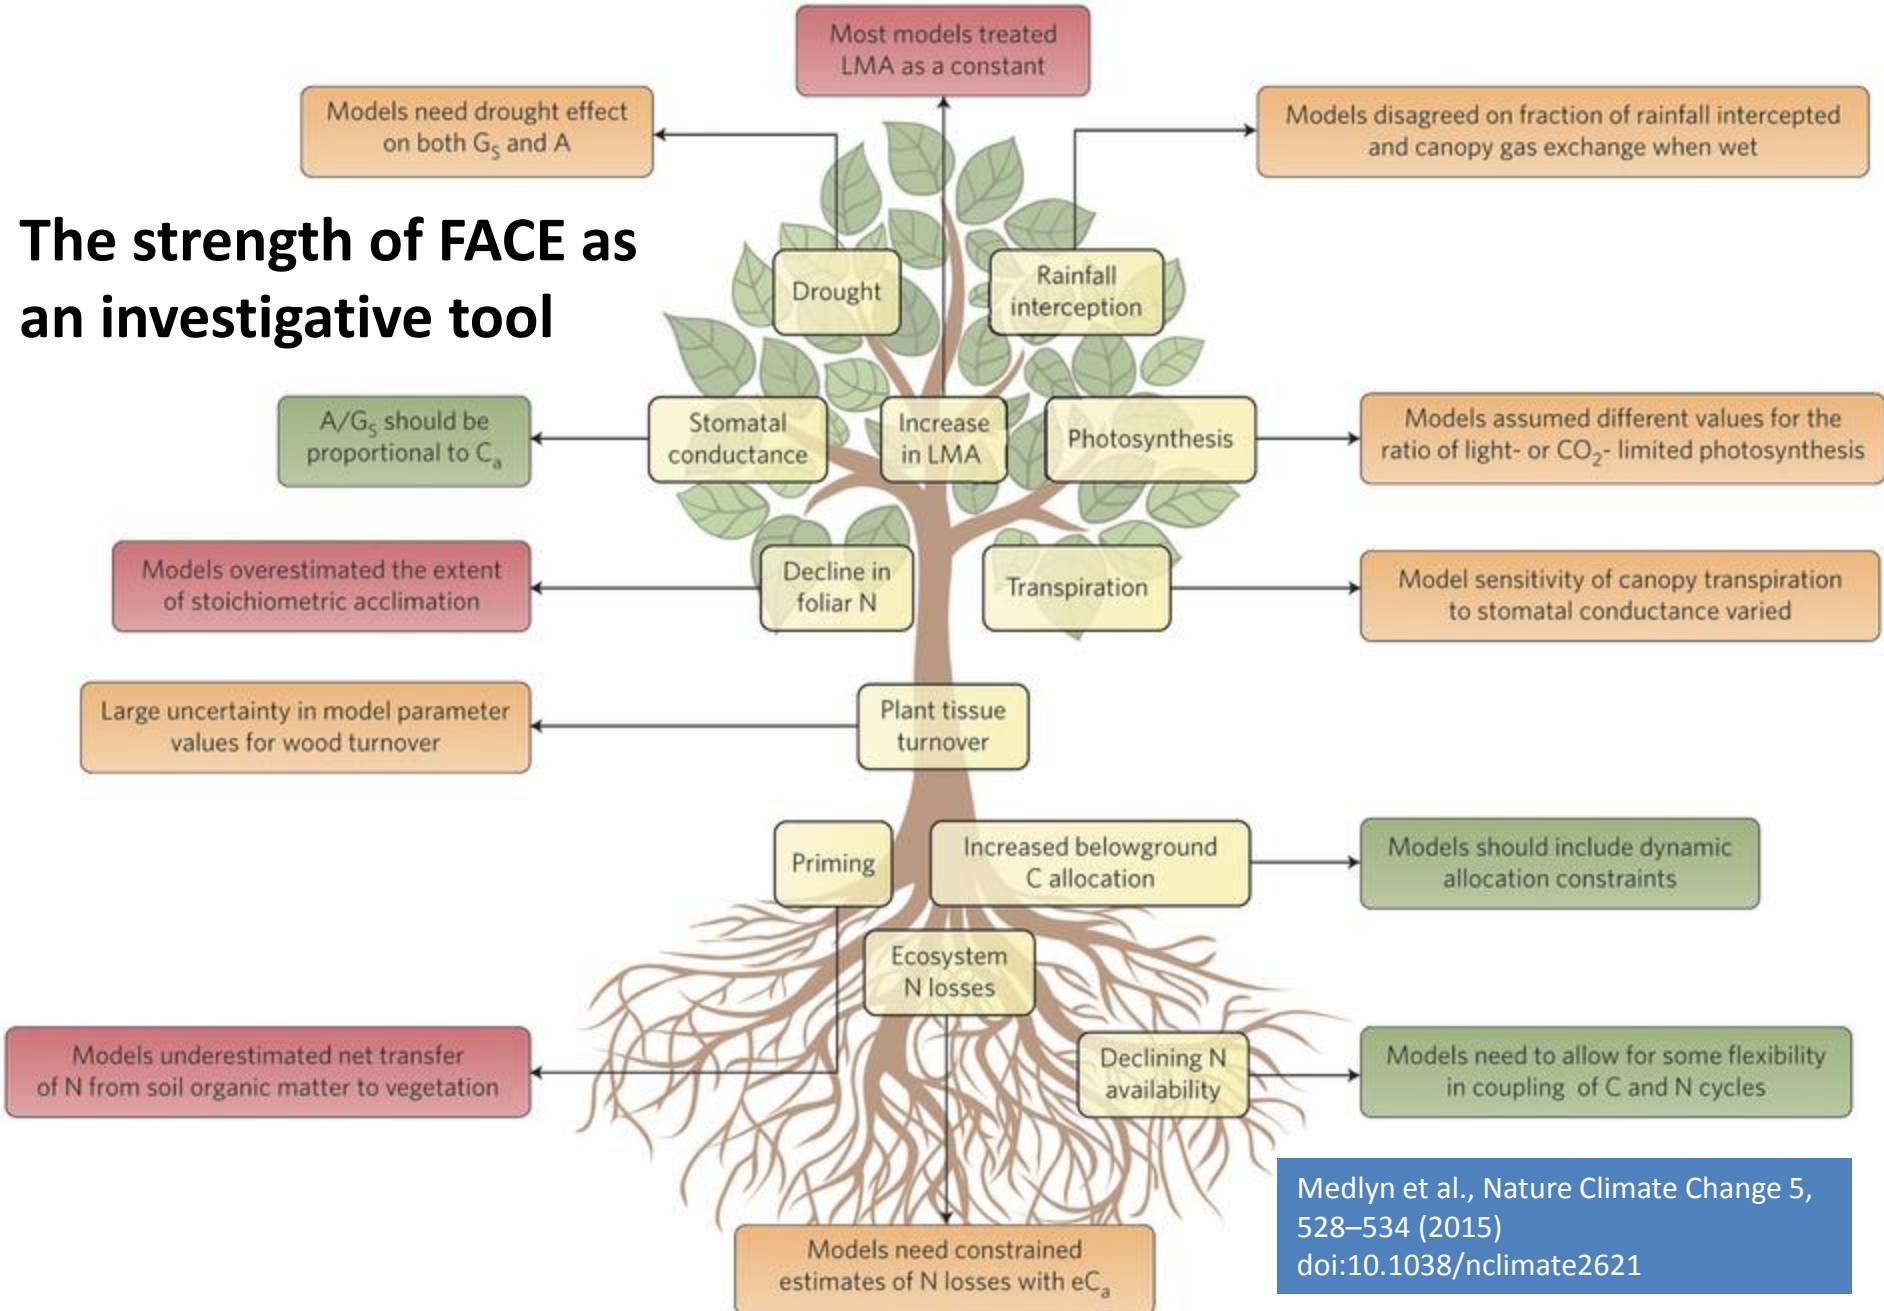 Most models treated
LMA as a constant
Models need drought effect
on both Gₛ and A
Models disagreed on fraction of rainfall intercepted
and canopy gas exchange when wet
The strength of FACE as
an investigative tool
Drought
Rainfall
interception
A/Gₛ should be
proportional to Cₐ
Stomatal
conductance
Increase
in LMA
Photosynthesis
Models assumed different values for the
ratio of light- or CO₂- limited photosynthesis
Models overestimated the extent
of stoichiometric acclimation
Decline in
foliar N
Transpiration
Model sensitivity of canopy transpiration
to stomatal conductance varied
Large uncertainty in model parameter
values for wood turnover
Plant tissue
turnover
Priming
Increased belowground
C allocation
Models should include dynamic
allocation constraints
Ecosystem
N losses
Models underestimated net transfer
of N from soil organic matter to vegetation
Declining N
availability
Models need to allow for some flexibility
in coupling of C and N cycles
Models need constrained
estimates of N losses with eCₐ
Medlyn et al., Nature Climate Change 5,
528–534 (2015)
doi:10.1038/nclimate2621